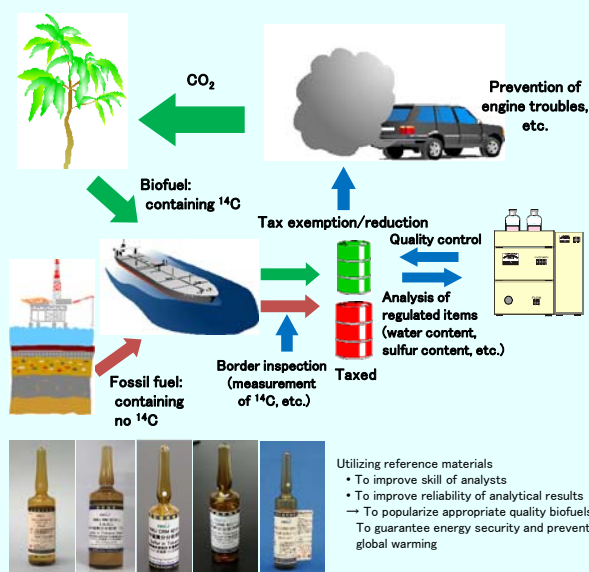 CO₂
Prevention of
engine troubles,
etc.
Biofuel:
containing ¹⁴C
Tax exemption/reduction
Quality control
Analysis of
regulated items
(water content,
sulfur content, etc.)
Taxed
Border inspection
(measurement
of ¹⁴C, etc.)
Fossil fuel:
containing
no ¹⁴C
Utilizing reference materials
• To improve skill of analysts
• To improve reliability of analytical results
→ To popularize appropriate quality biofuels
To guarantee energy security and prevent
global warming